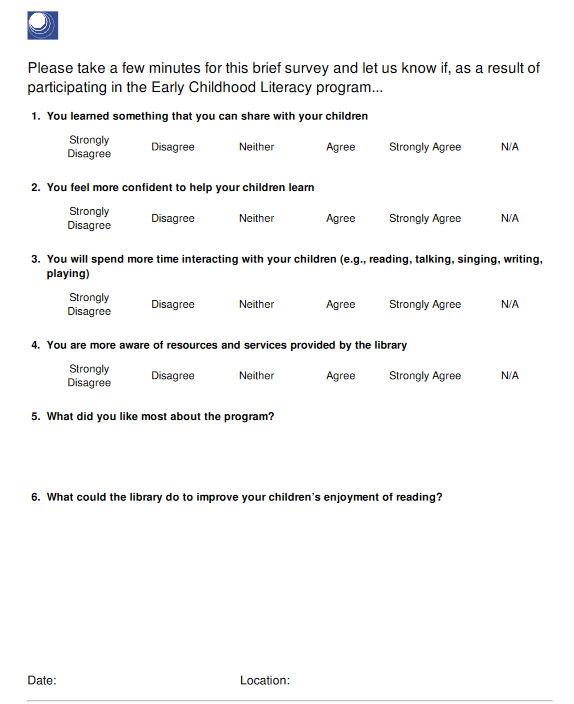 Please take a few minutes for this brief survey and let us know if, as a result of
participating in the Early Childhood Literacy program...
1. You learned something that you can share with your children
Strongly Disagree Disagree Neither Agree Strongly Agree N/A
2. You feel more confident to help your children learn
Strongly Disagree Disagree Neither Agree Strongly Agree N/A
3. You will spend more time interacting with your children (e.g., reading, talking, singing, writing,
playing)
Strongly Disagree Disagree Neither Agree Strongly Agree N/A
4. You are more aware of resources and services provided by the library
Strongly Disagree Disagree Neither Agree Strongly Agree N/A
5. What did you like most about the program?
6. What could the library do to improve your children's enjoyment of reading?
Date: Location: